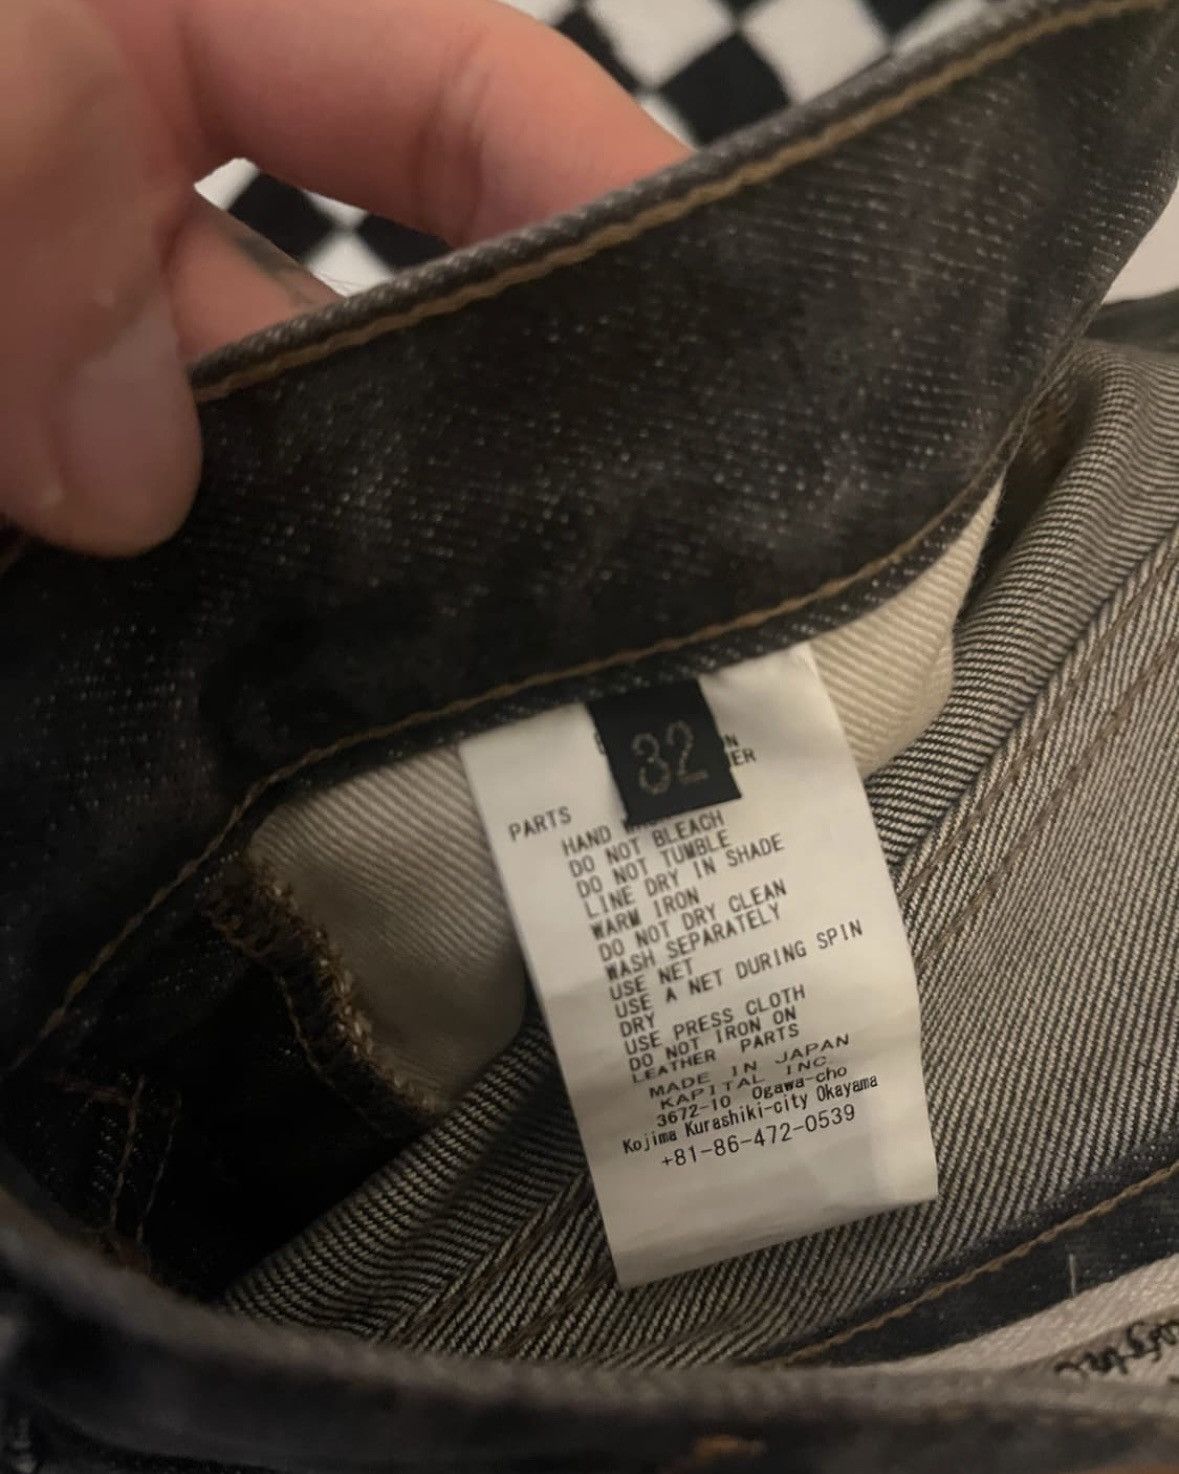 32
PARTS
HAND
DO NOT BLEACH
DO NOT TUMBLE
LINE DRY IN SHADE
WARM IRON
DO NOT DRY CLEAN
WASH SEPARATELY
USE NET
USE A NET DURING SPIN
DRY
USE PRESS CLOTH
DO NOT IRON ON
LEATHER PARTS
MADE IN JAPAN
KAPITAL INC.
3672-10 Ogawa-cho
Kojima Kurashiki-city Okayama
+81-86-472-0539